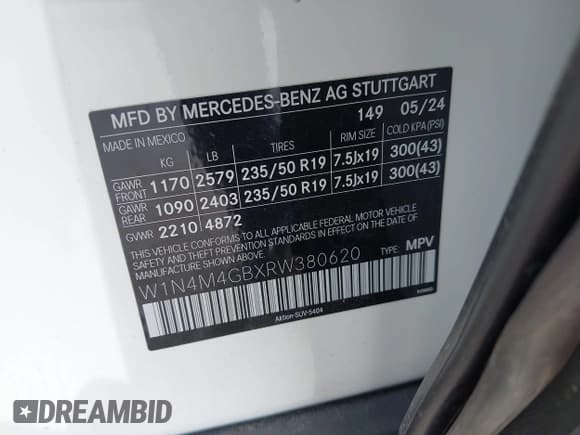 MFD BY MERCEDES-BENZ AG STUTTGART
149 05/24
MADE IN MEXICO
KG LB TIRES RIM SIZE COLD KPA(PSI)
GAWR FRONT 1170 2579 235/50 R19 7.5Jx19 300(43)
GAWR REAR 1090 2403 235/50 R19 7.5Jx19 300(43)
GVWR 2210 4872
THIS VEHICLE CONFORMS TO ALL APPLICABLE FEDERAL MOTOR VEHICLE
SAFETY AND THEFT PREVENTION STANDARDS IN EFFECT ON THE DATE OF
MANUFACTURE SHOWN ABOVE.
W1N4M4GBXRW380620 TYPE: MPV
Aktion-SUV-5404
DREAMBID